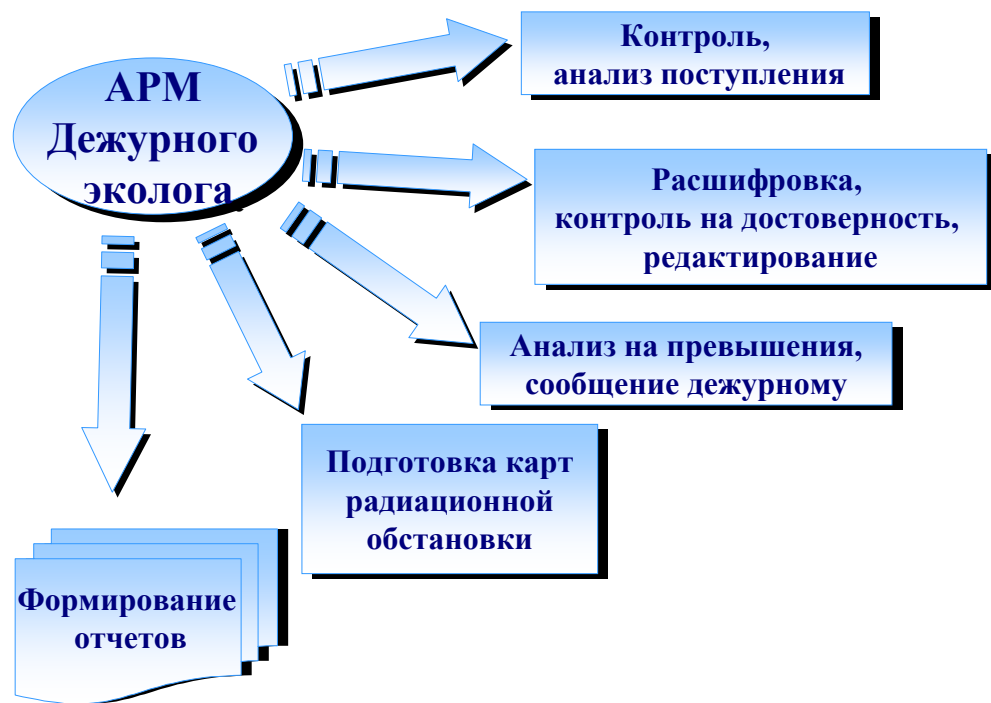 АРМ
Дежурного
эколога
Контроль,
анализ поступления
Расшифровка,
контроль на достоверность,
редактирование
Анализ на превышения,
сообщение дежурному
Подготовка карт
радиационной
обстановки
Формирование
отчетов